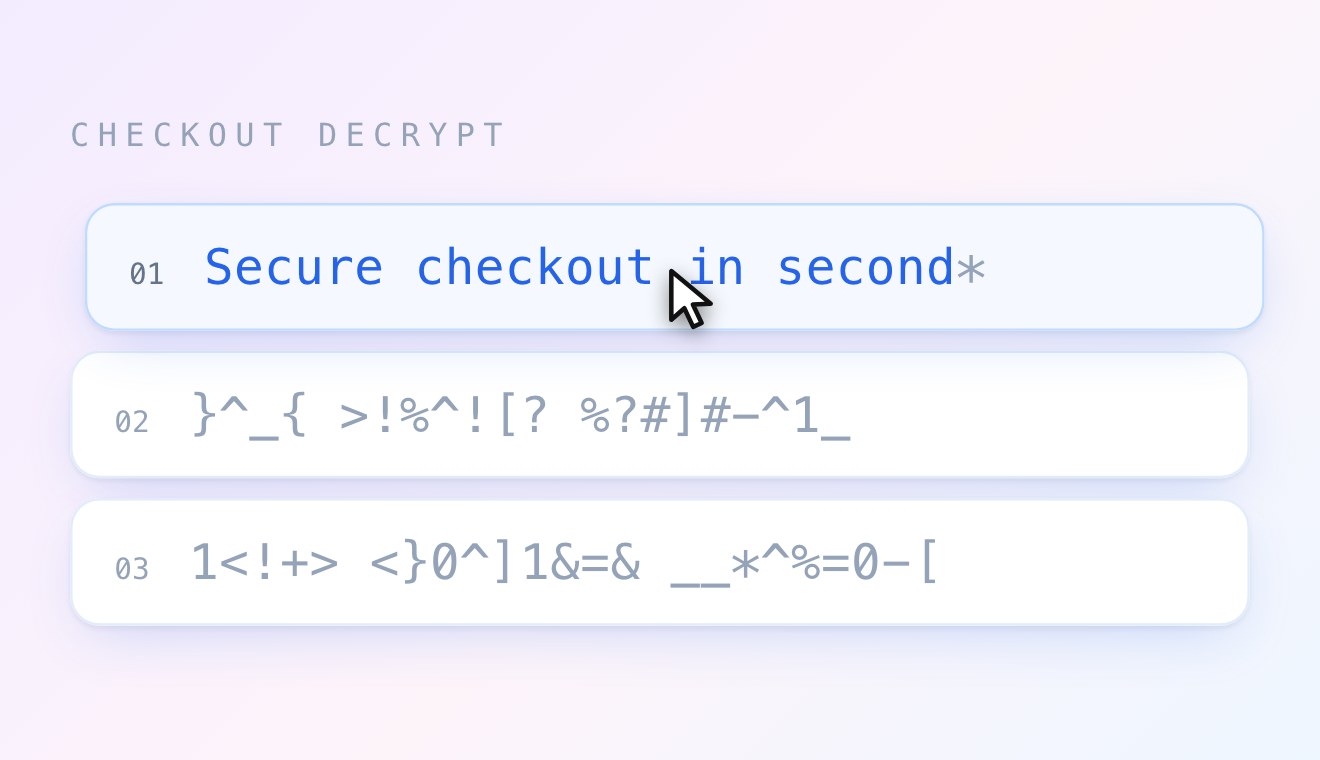 CHECKOUT DECRYPT
01 Secure checkout in second*
02 }^_{ >!%^![? %?#]#−^1_
03 1<!+> <}0^]1&=& __*^%=0−[